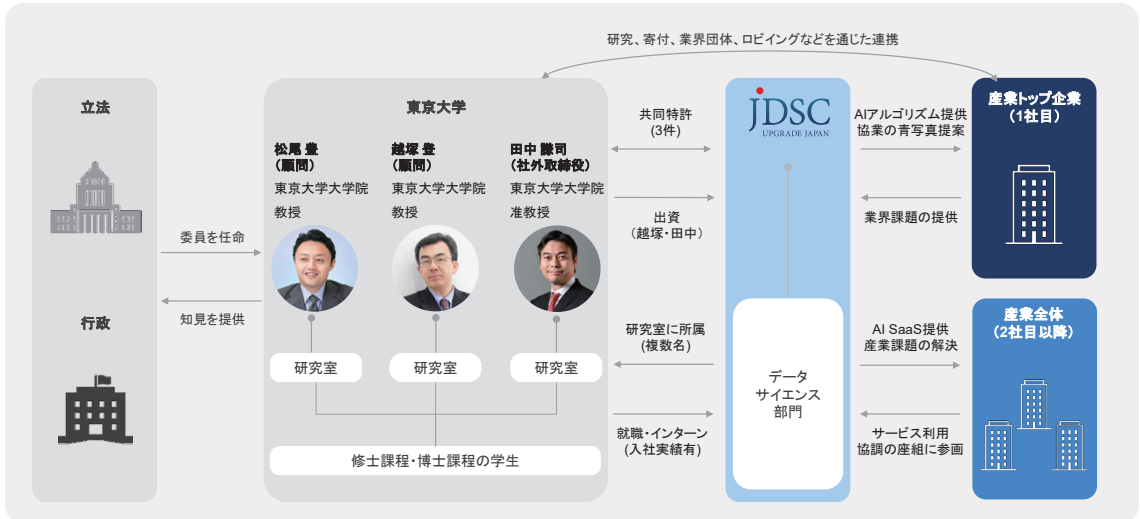 研究、寄付、業界団体、ロビイングなどを通じた連携
立法
行政
委員を任命
知見を提供
東京大学
松尾 豊
(顧問)
東京大学大学院
教授
越塚 登
(顧問)
東京大学大学院
教授
田中 謙司
(社外取締役)
東京大学大学院
准教授
研究室
研究室
研究室
修士課程・博士課程の学生
共同特許
(3件)
出資
(越塚・田中)
研究室に所属
(複数名)
就職・インターン
(入社実績有)
JDSC
UPGRADE JAPAN
データ
サイエンス
部門
AIアルゴリズム提供
協業の青写真提案
業界課題の提供
AI SaaS提供
産業課題の解決
サービス利用
協調の座組に参画
産業トップ企業
(1社目)
産業全体
(2社目以降)